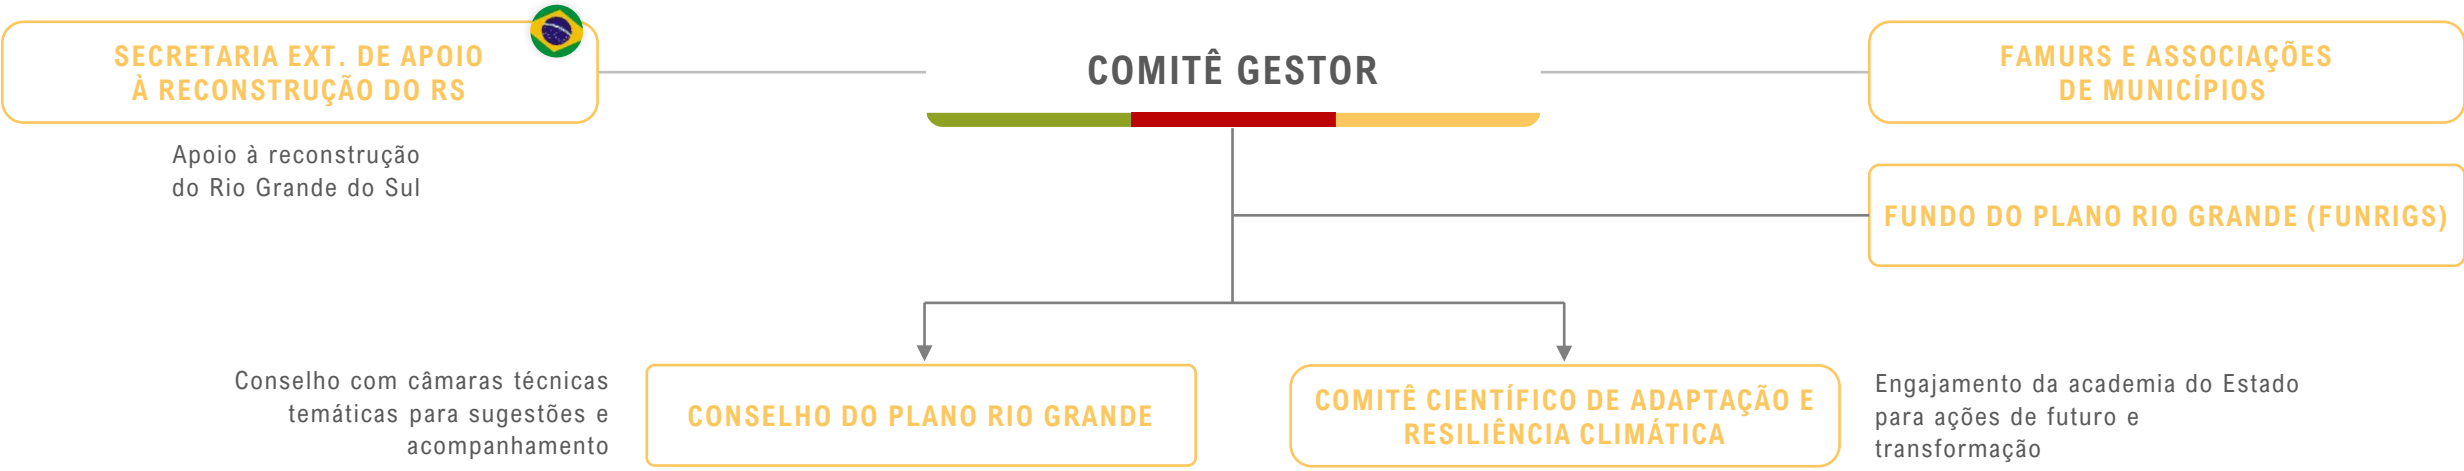 SECRETARIA EXT. DE APOIO
À RECONSTRUÇÃO DO RS
Apoio à reconstrução
do Rio Grande do Sul
COMITÊ GESTOR
FAMURS E ASSOCIAÇÕES
DE MUNICÍPIOS
FUNDO DO PLANO RIO GRANDE (FUNRIGS)
Conselho com câmaras técnicas
temáticas para sugestões e
acompanhamento
CONSELHO DO PLANO RIO GRANDE
COMITÊ CIENTÍFICO DE ADAPTAÇÃO E
RESILIÊNCIA CLIMÁTICA
Engajamento da academia do Estado
para ações de futuro e
transformação